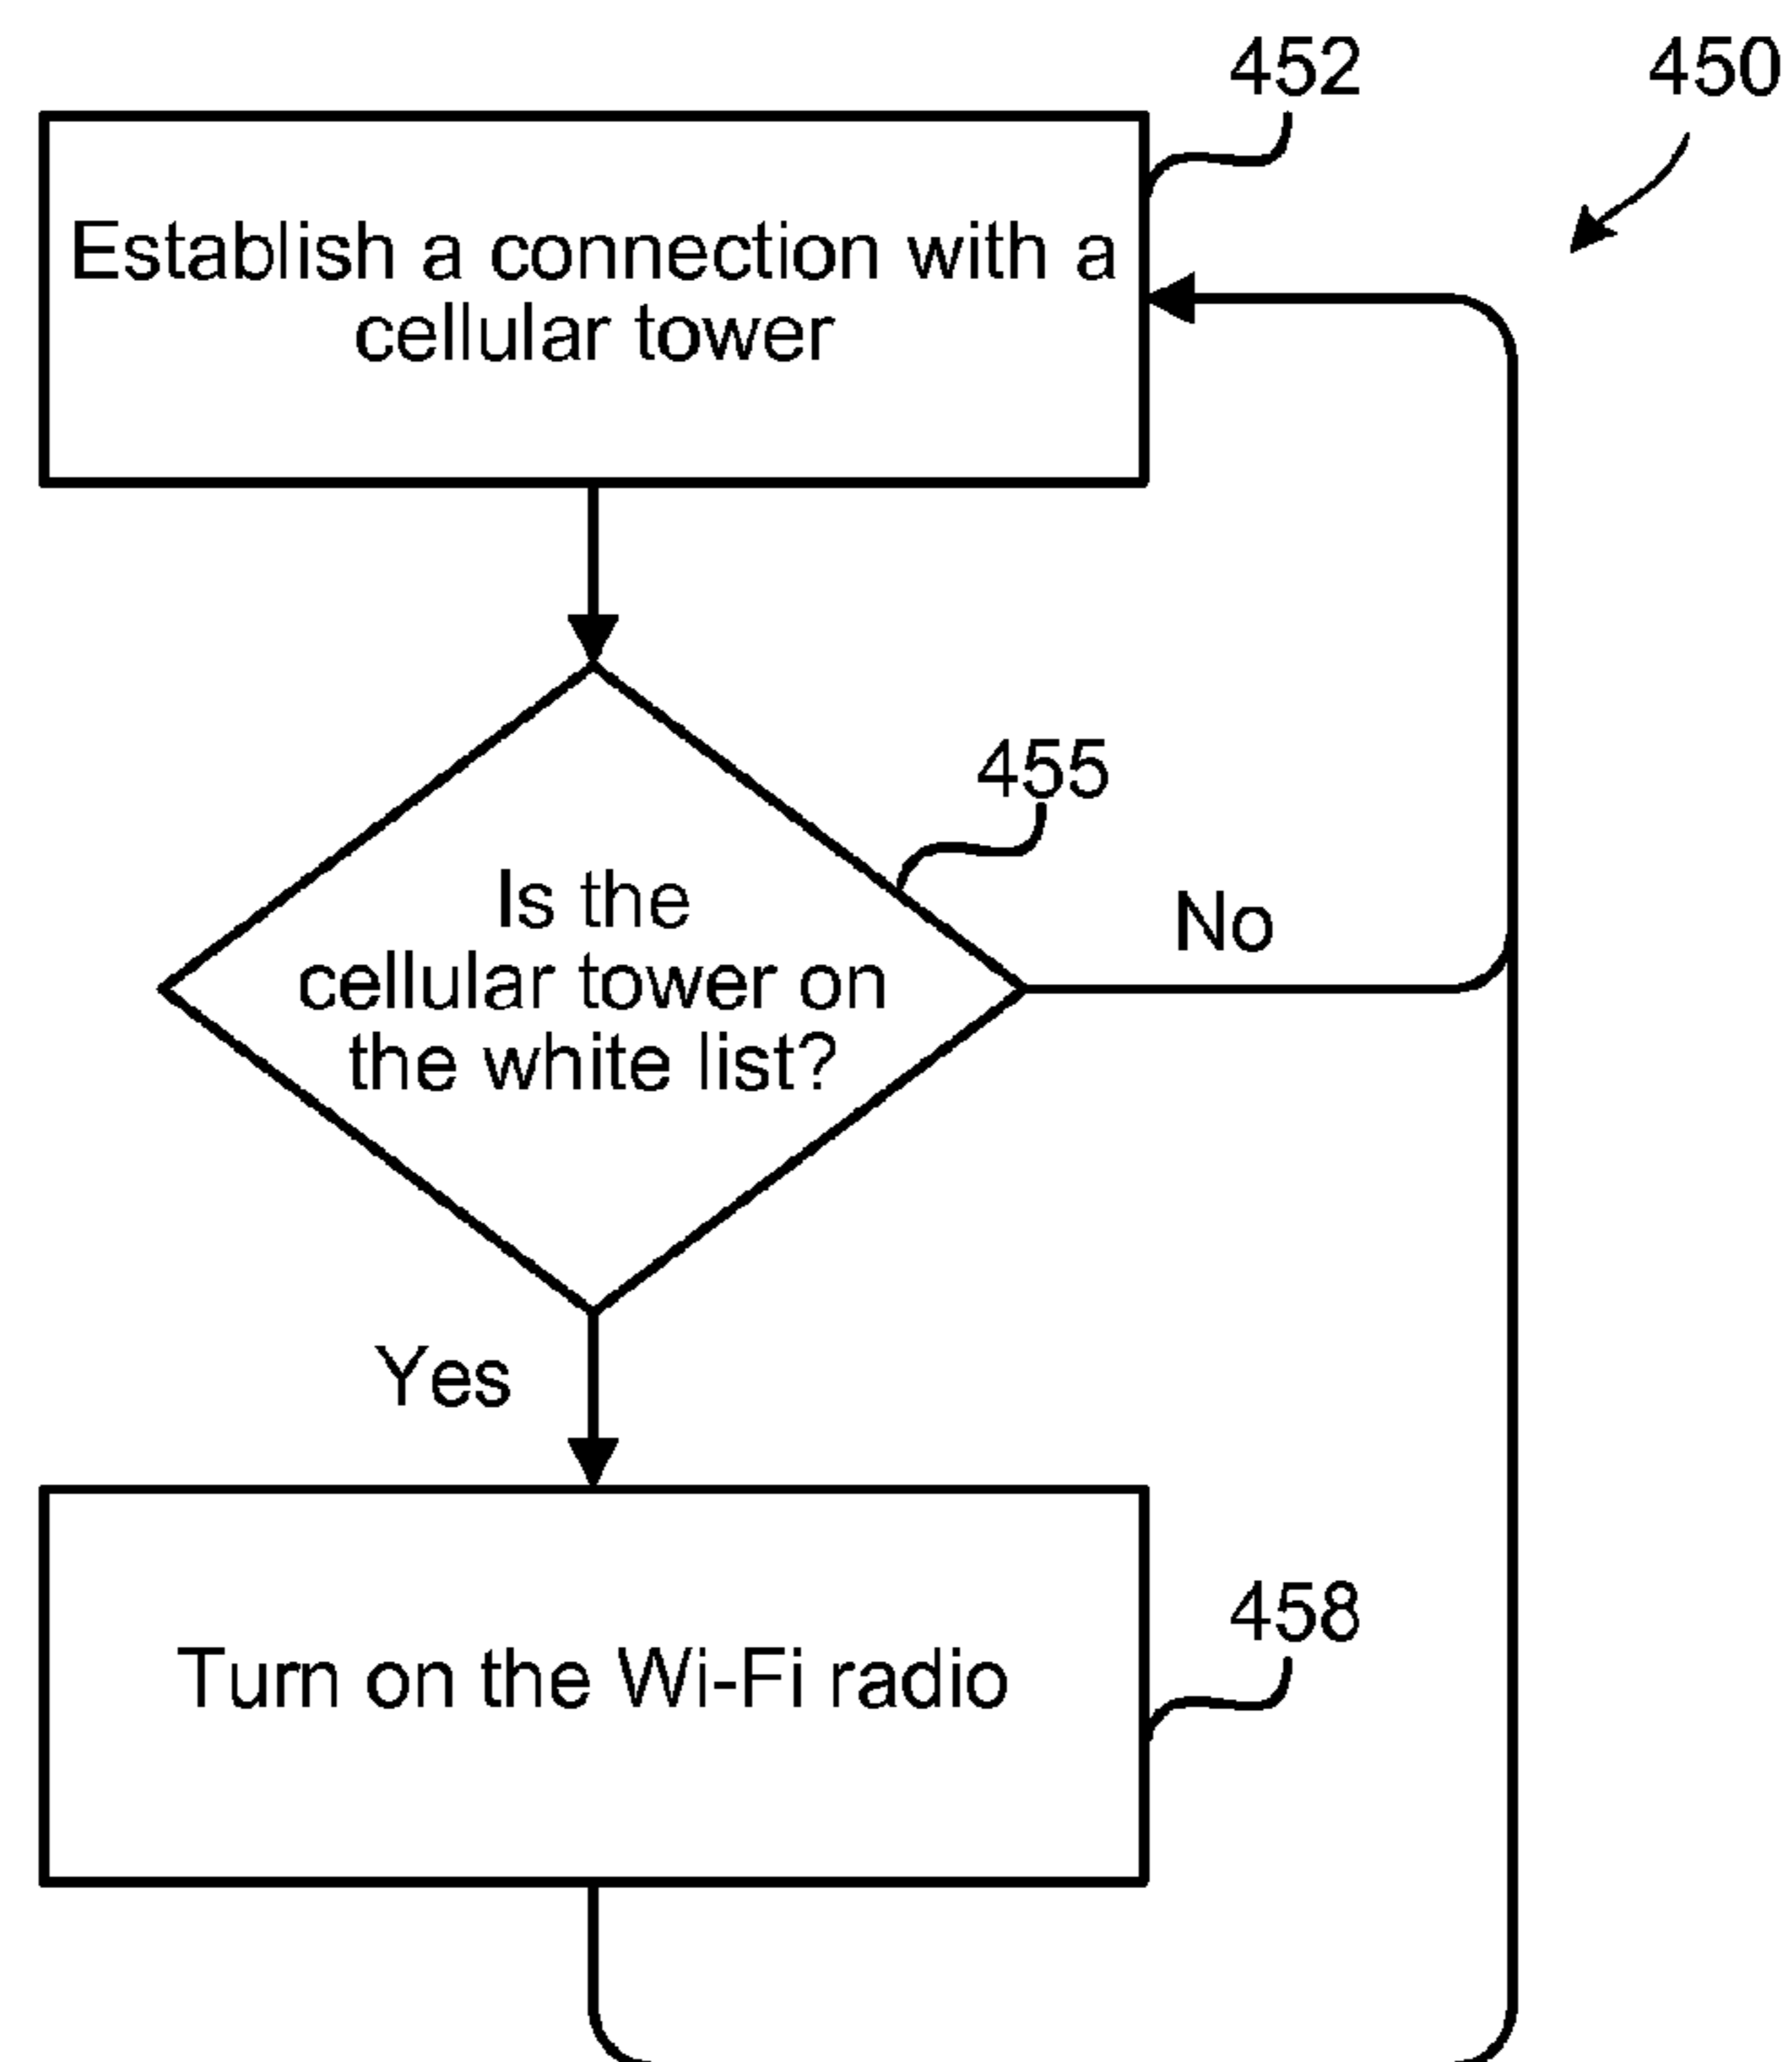 452
450
Establish a connection with a
cellular tower
455
Is the
cellular tower on
the white list?
No
Yes
458
Turn on the Wi-Fi radio